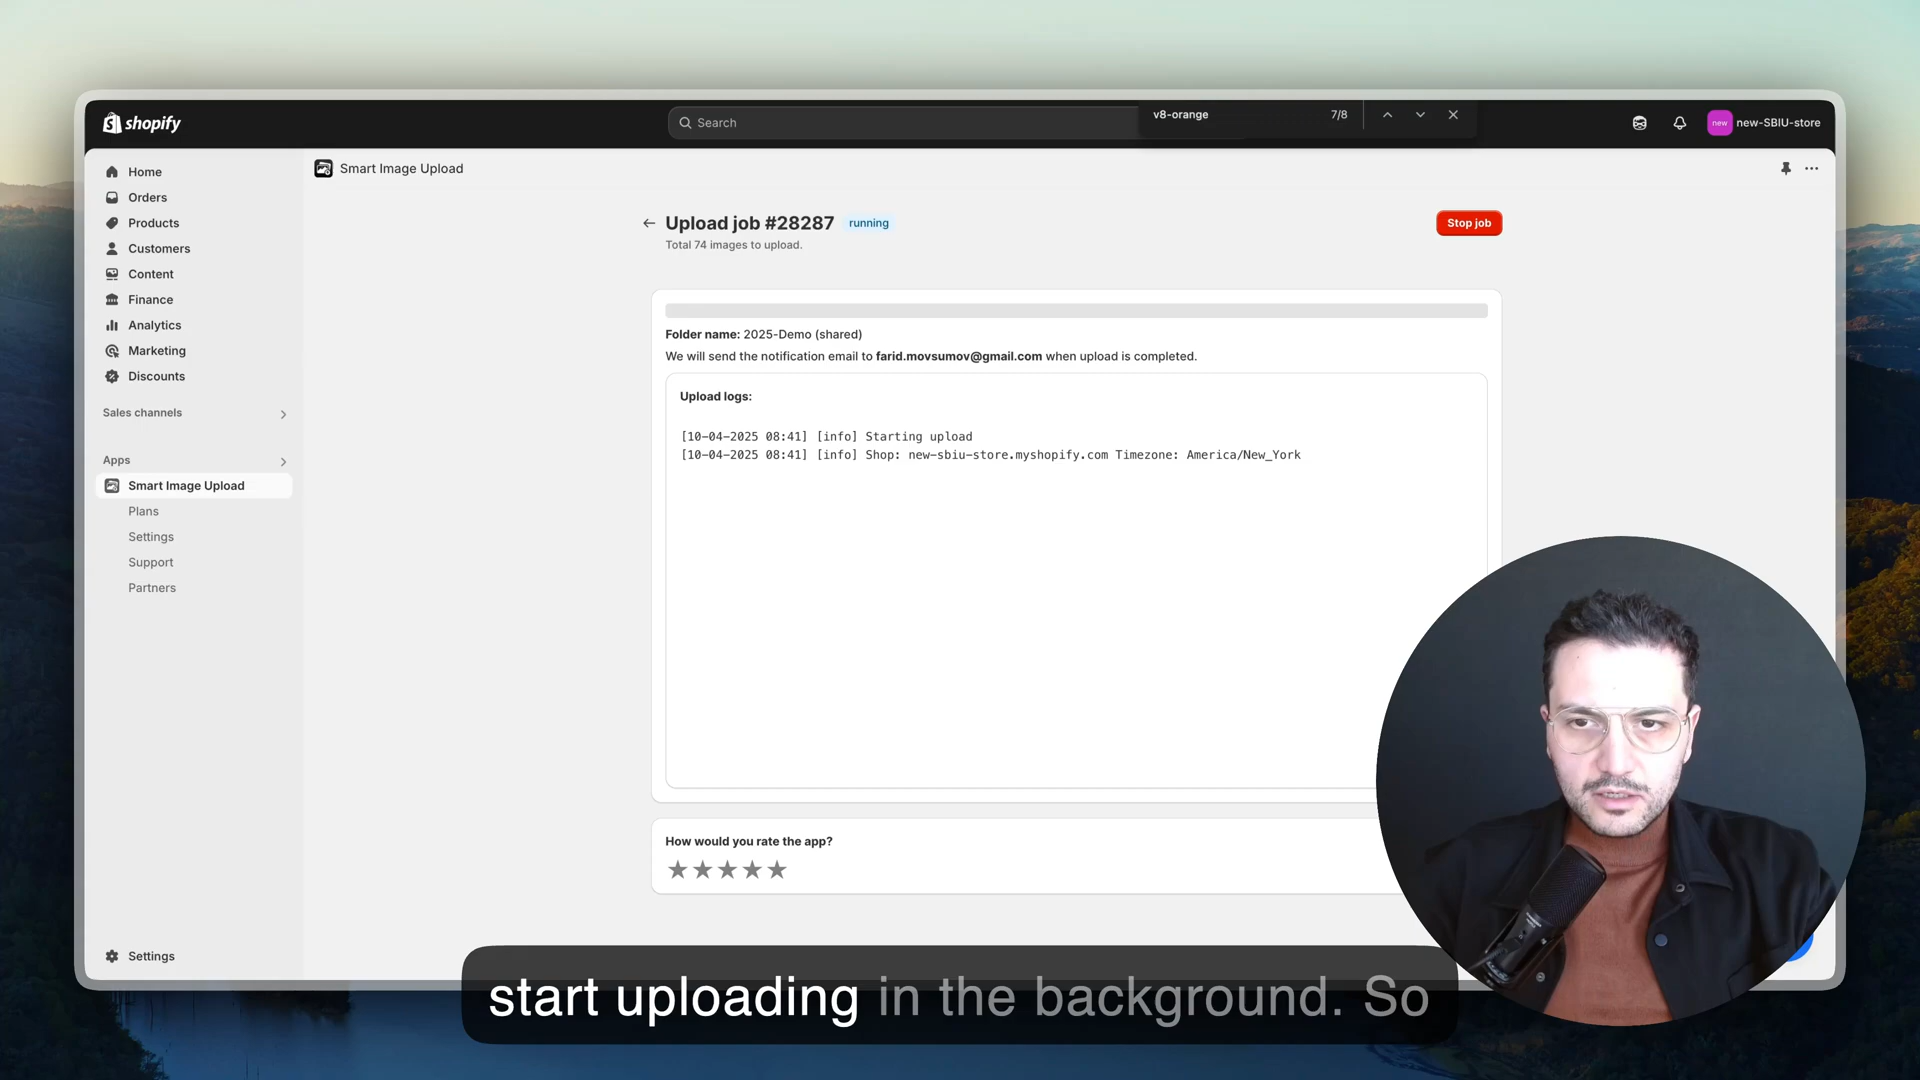 shopify
Search
v8-orange
7/8
new
new-SBIU-store
Home
Orders
Products
Customers
Content
Finance
Analytics
Marketing
Discounts
Sales channels
Apps
Smart Image Upload
Plans
Settings
Support
Partners
Settings
Smart Image Upload
Upload job #28287 running
Total 74 images to upload.
Stop job
Folder name: 2025-Demo (shared)
We will send the notification email to farid.movsumov@gmail.com when upload is completed.
Upload logs:
[10-04-2025 08:41] [info] Starting upload
[10-04-2025 08:41] [info] Shop: new-sbiu-store.myshopify.com Timezone: America/New_York
How would you rate the app?
start uploading in the background. So